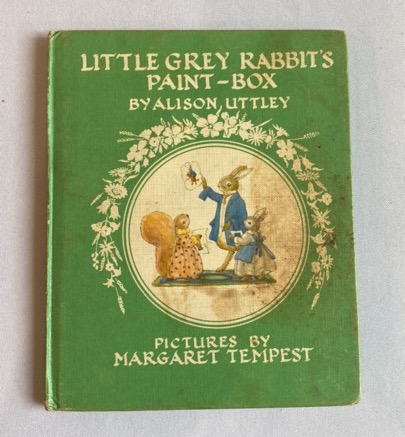 LITTLE GREY RABBIT'S
PAINT-BOX
BY ALISON UTTLEY
PICTURES BY
MARGARET TEMPEST